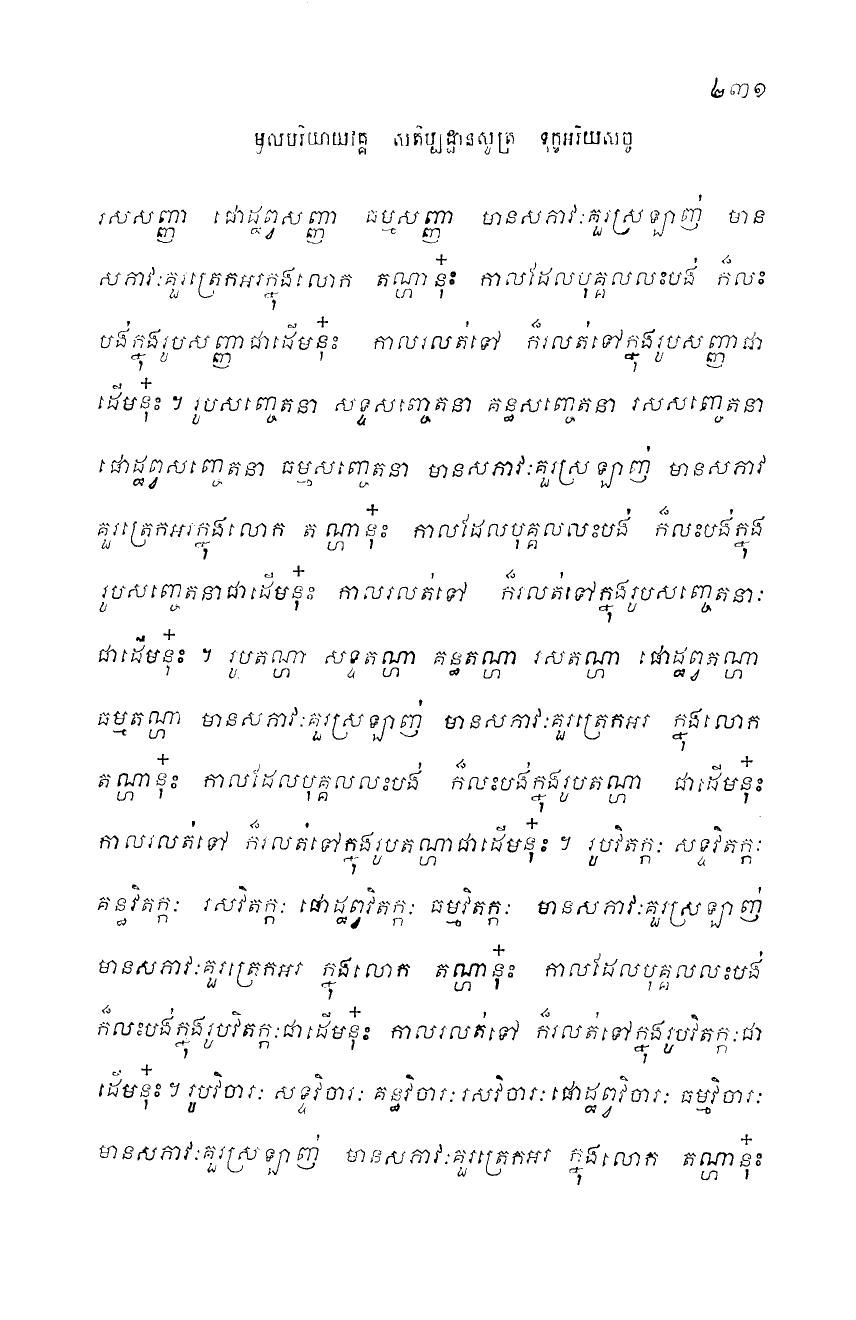 ២៣១
មូលបរិយាយវគ្គ សតិប្បដ្ឋានសូត្រ ទុក្ខអរិយសច្ច
រសសញ្ញា ផោដ្ឋព្វសញ្ញា ធម្មសញ្ញា មានសភាវៈគួរស្រឡាញ់ មាន
សភាវៈគួរត្រេកអរក្នុងលោក តណ្ហានុ៎ះ កាលដែលបុគ្គលលះបង់ ក៏លះ
បង់ក្នុងរូបសញ្ញាជាដើមនុ៎ះ កាលរលត់ទៅ ក៏រលត់ទៅក្នុងរូបសញ្ញាជា
ដើមនុ៎ះ ។ រូបសញ្ចេតនា សទ្ទសញ្ចេតនា គន្ធសញ្ចេតនា រសសញ្ចេតនា
ផោដ្ឋព្វសញ្ចេតនា ធម្មសញ្ចេតនា មានសភាវៈគួរស្រឡាញ់ មានសភាវ
គួរត្រេកអរក្នុងលោក តណ្ហានុ៎ះ កាលដែលបុគ្គលលះបង់ ក៏លះបង់ក្នុង
រូបសញ្ចេតនាជាដើមនុ៎ះ កាលរលត់ទៅ ក៏រលត់ទៅក្នុងរូបសញ្ចេតនាៈ
ជាដើមនុ៎ះ ។ រូបតណ្ហា សទ្ទតណ្ហា គន្ធតណ្ហា រសតណ្ហា ផោដ្ឋព្វតណ្ហា
ធម្មតណ្ហា មានសភាវៈគួរស្រឡាញ់ មានសភាវៈគួរត្រេកអរ ក្នុងលោក
តណ្ហានុ៎ះ កាលដែលបុគ្គលលះបង់ ក៏លះបង់ក្នុងរូបតណ្ហា ជាដើមនុ៎ះ
កាលរលត់ទៅ ក៏រលត់ទៅក្នុងរូបតណ្ហាជាដើមនុ៎ះ ។ រូបវិតក្កៈ សទ្ទវិតក្កៈ
គន្ធវិតក្កៈ រសវិតក្កៈ ផោដ្ឋព្វវិតក្កៈ ធម្មវិតក្កៈ មានសភាវៈគួរស្រឡាញ់
មានសភាវៈគួរត្រេកអរ ក្នុងលោក តណ្ហានុ៎ះ កាលដែលបុគ្គលលះបង់
ក៏លះបង់ក្នុងរូបវិតក្កៈជាដើមនុ៎ះ កាលរលត់ទៅ ក៏រលត់ទៅក្នុងរូបវិតក្កៈជា
ដើមនុ៎ះ ។ រូបវិចារៈ សទ្ទវិចារៈ គន្ធវិចារៈ រសវិចារៈ ផោដ្ឋព្វវិចារៈ ធម្មវិចារៈ
មានសភាវៈគួរស្រឡាញ់ មានសភាវៈគួរត្រេកអរ ក្នុងលោក តណ្ហានុ៎ះ